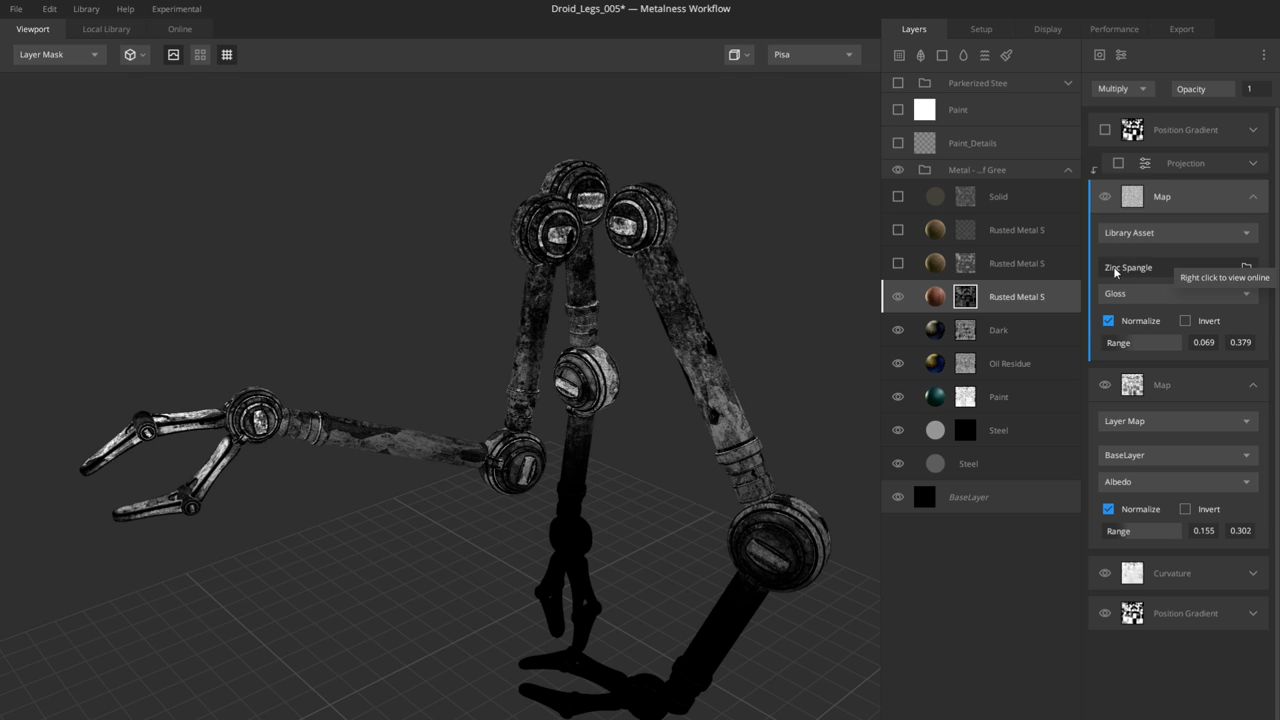 File Edit Library Help Experimental
Droid_Legs_005* — Metalness Workflow
Viewport Local Library Online
Layers Setup Display Performance Export
Layer Mask
Pisa
Parkerized Stee
Paint
Paint_Details
Metal - ...f Gree
Solid
Rusted Metal S
Rusted Metal S
Rusted Metal S
Dark
Oil Residue
Paint
Steel
Steel
BaseLayer
Multiply Opacity 1
Position Gradient
Projection
Map
Library Asset
Zinc Spangle
Right click to view online
Gloss
Normalize Invert
Range 0.069 0.379
Map
Layer Map
BaseLayer
Albedo
Normalize Invert
Range 0.155 0.302
Curvature
Position Gradient